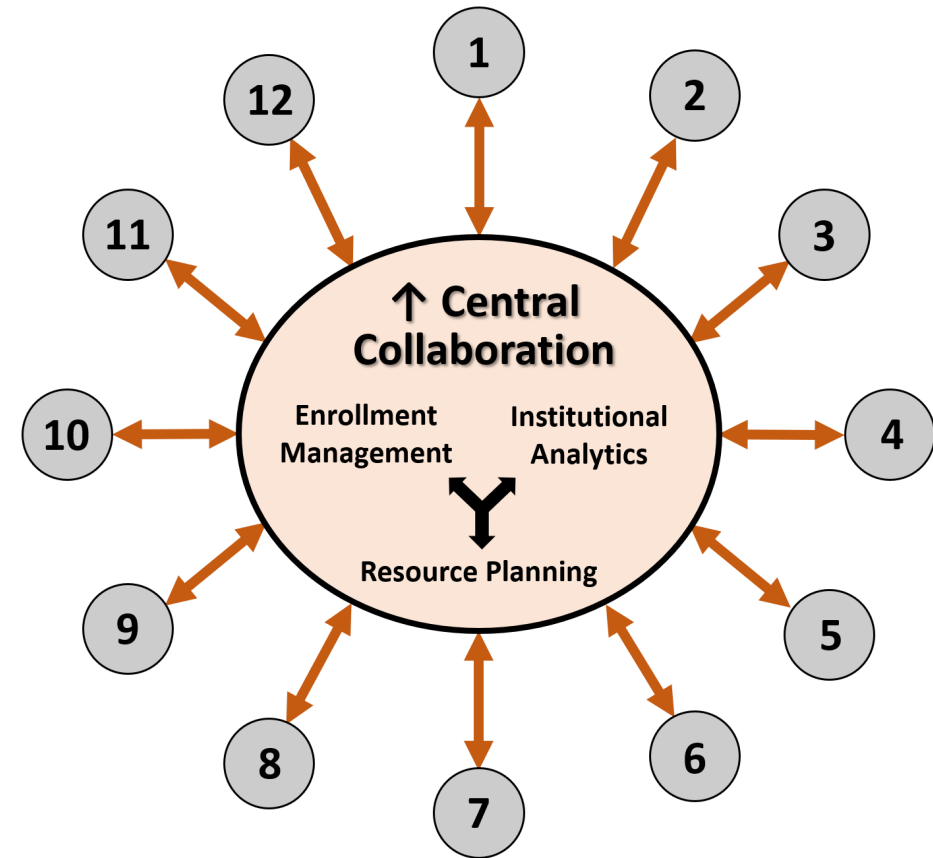 1
2
3
4
5
6
7
8
9
10
11
12
↑ Central
Collaboration
Enrollment
Management
Institutional
Analytics
Resource Planning